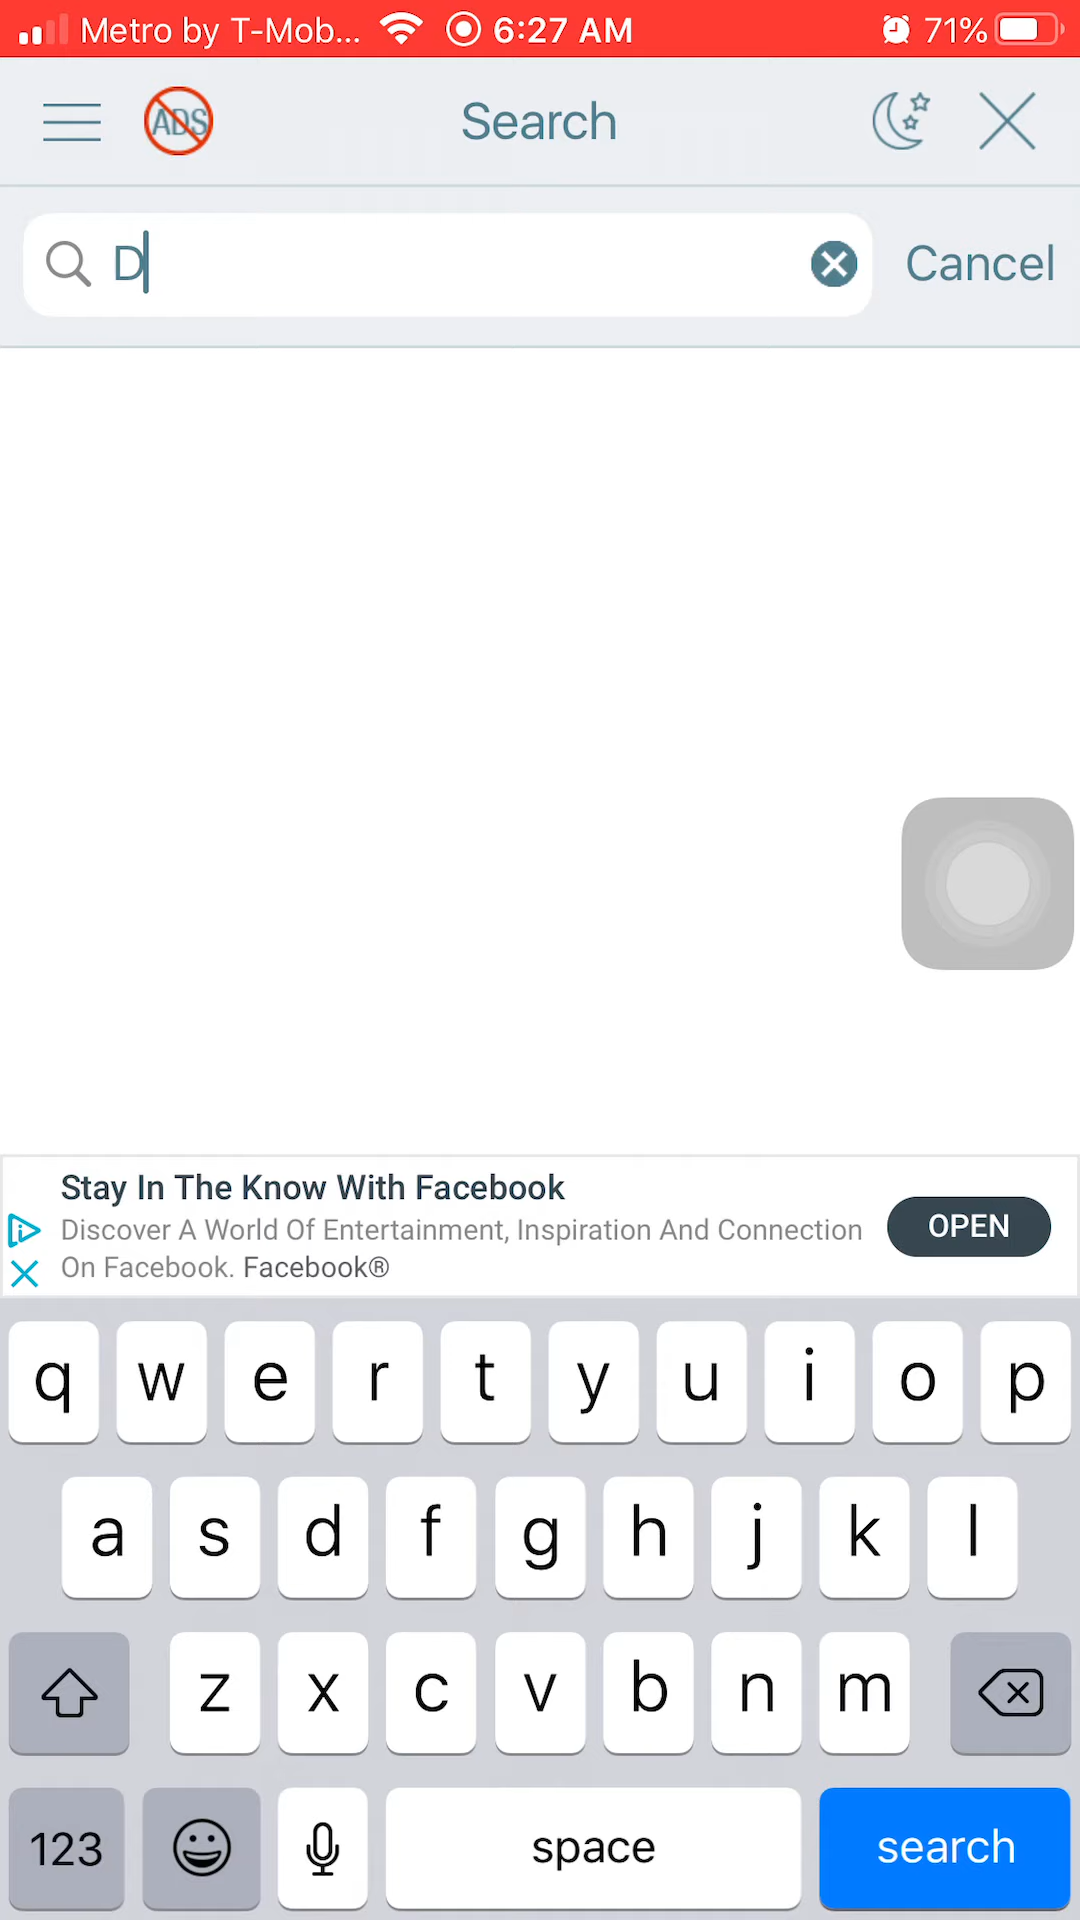 Metro by T-Mob... 6:27 AM 71%
ADS Search
D Cancel
Stay In The Know With Facebook
Discover A World Of Entertainment, Inspiration And Connection
On Facebook. Facebook®
OPEN
q w e r t y u i o p
a s d f g h j k l
z x c v b n m
123 space search